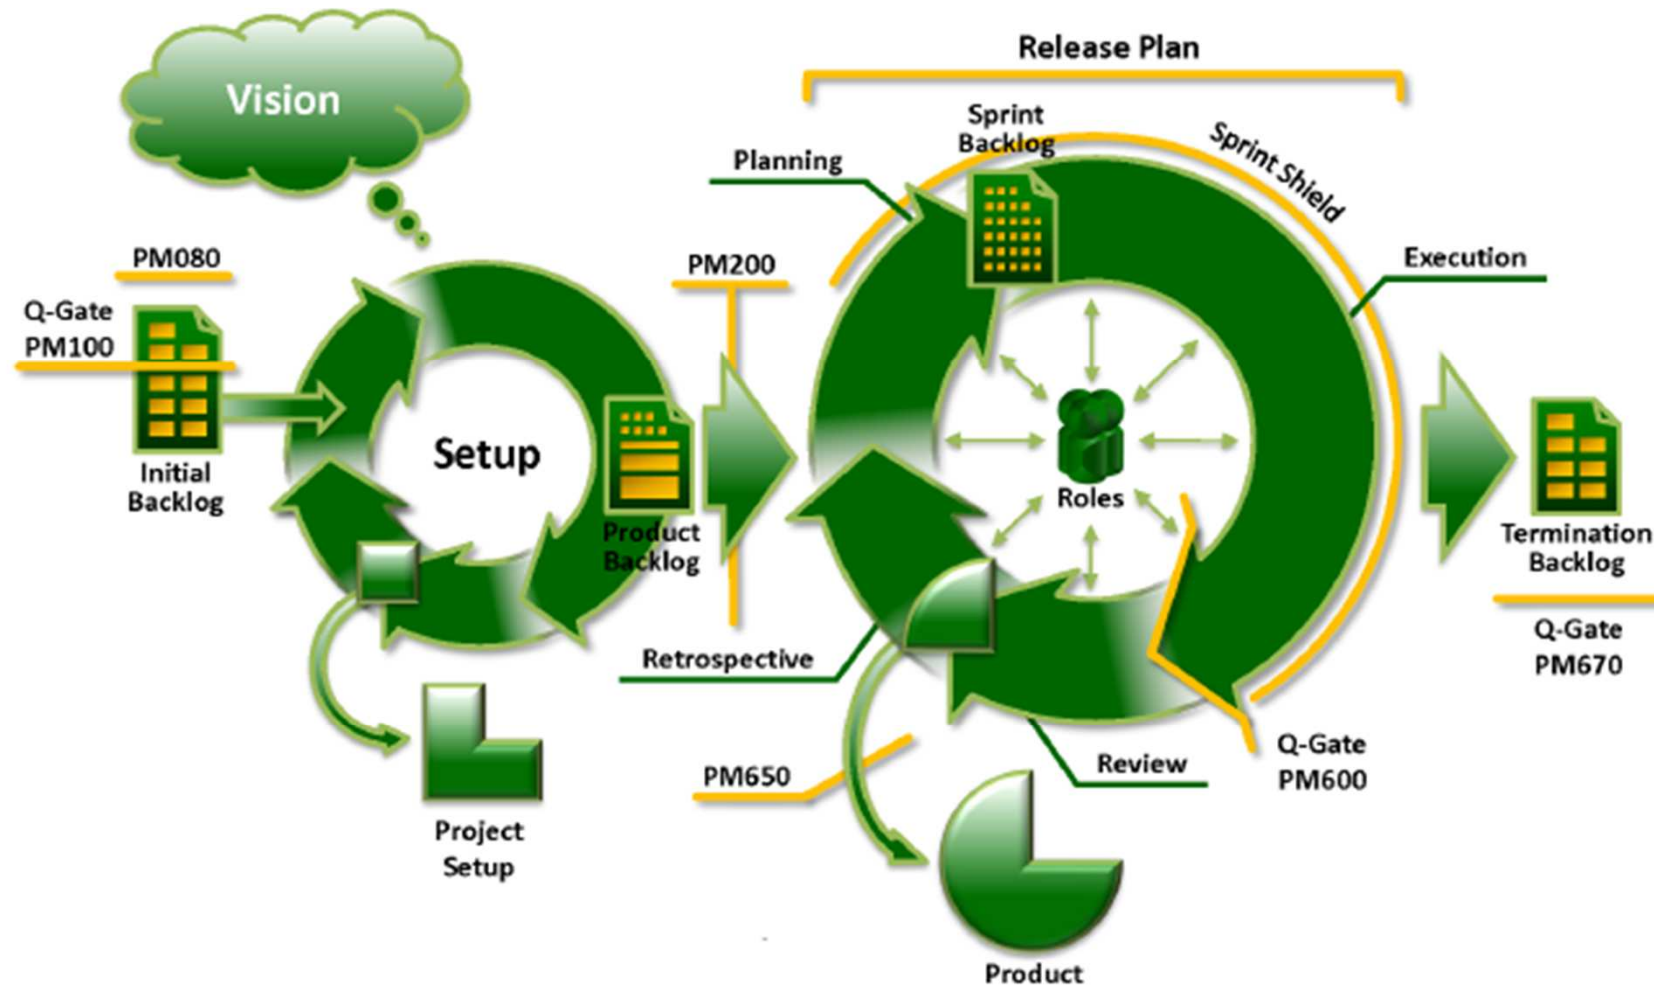 Release Plan
Vision
Sprint
Backlog
Sprint Shield
Planning
PM080
PM200
Execution
Q-Gate
PM100
Setup
Initial
Backlog
Roles
Product
Backlog
Termination
Backlog
Q-Gate
PM670
Retrospective
Q-Gate
PM600
Review
PM650
Project
Setup
Product